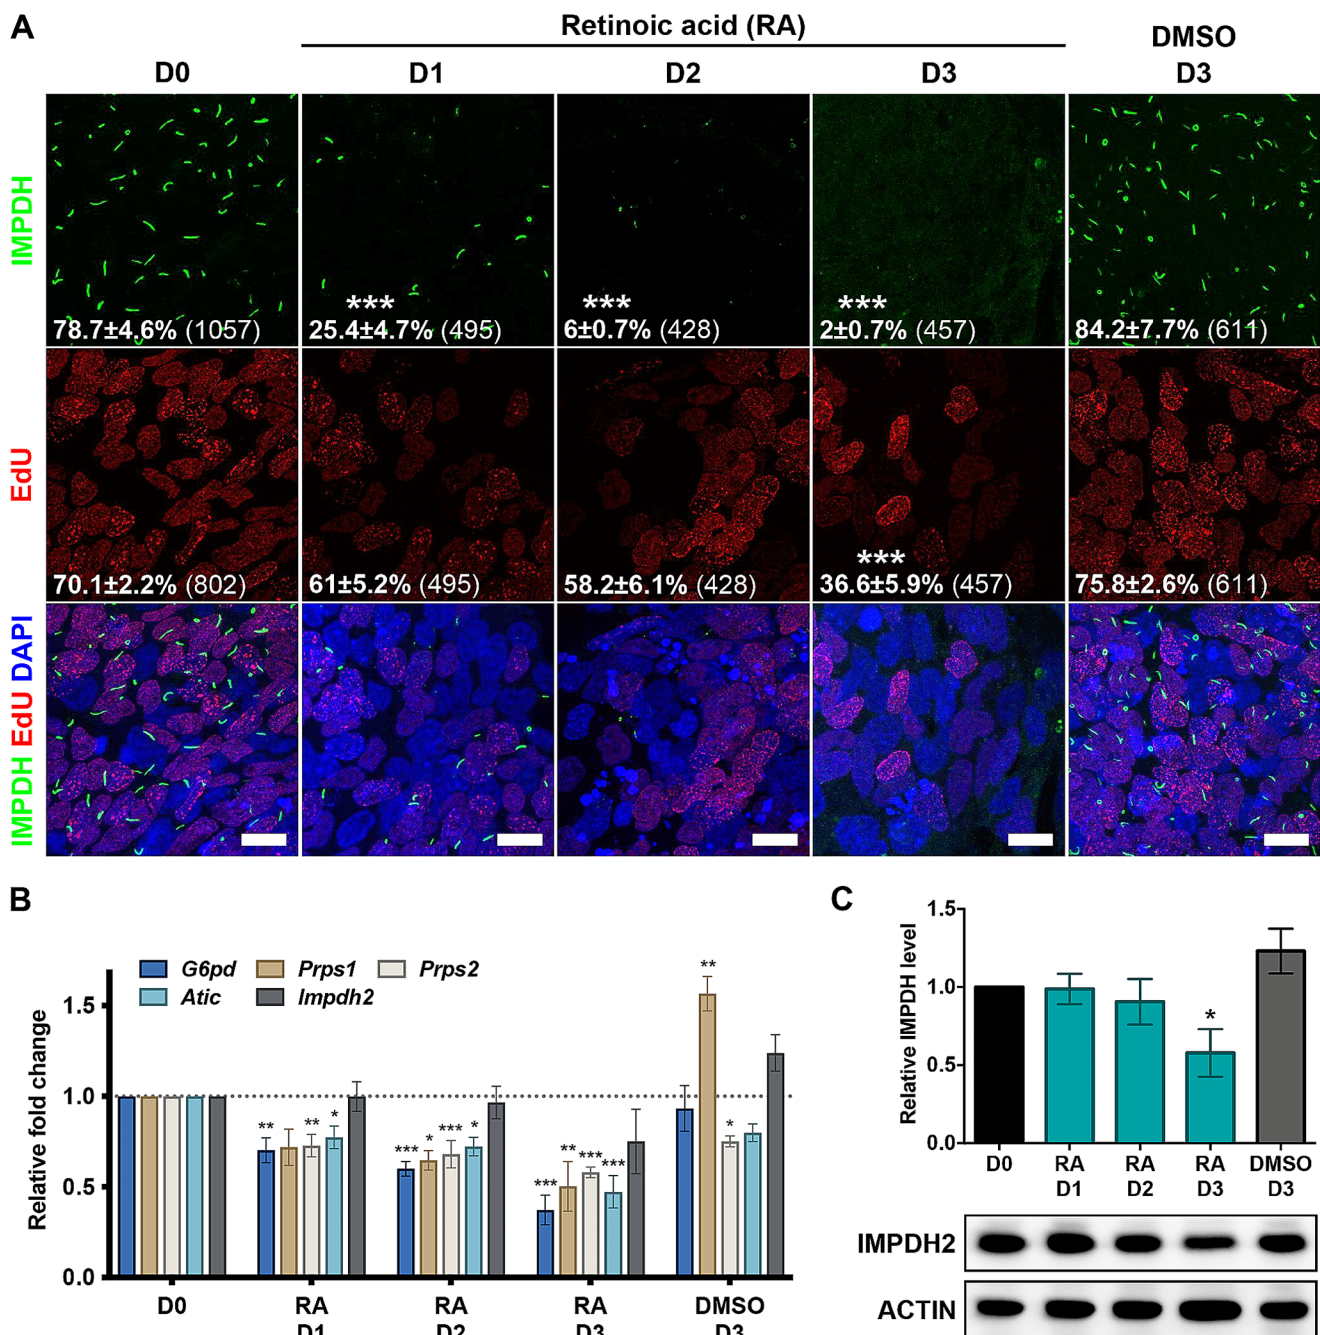 A
Retinoic acid (RA)
DMSO
D0
D1
D2
D3
D3
IMPDH
78.7±4.6% (1057)
***
25.4±4.7% (495)
***
6±0.7% (428)
***
2±0.7% (457)
84.2±7.7% (611)
EdU
70.1±2.2% (802)
61±5.2% (495)
58.2±6.1% (428)
***
36.6±5.9% (457)
75.8±2.6% (611)
IMPDH EdU DAPI
B
G6pd
Prps1
Prps2
Atic
Impdh2
Relative fold change
1.5
1.0
0.5
0.0
**
**
*
***
*
***
*
***
**
***
***
**
*
D0
RA
D1
RA
D2
RA
D3
DMSO
D3
C
Relative IMPDH level
1.5
1.0
0.5
0.0
*
D0
RA
D1
RA
D2
RA
D3
DMSO
D3
IMPDH2
ACTIN